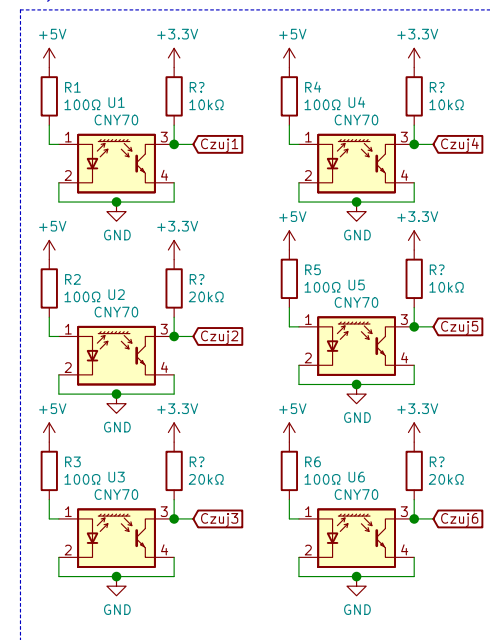 +5V
+3.3V
R1
100Ω
U1
CNY70
R?
10kΩ
1
2
3
4
Czuj1
GND
+5V
+3.3V
R4
100Ω
U4
CNY70
R?
10kΩ
1
2
3
4
Czuj4
GND
+5V
+3.3V
R2
100Ω
U2
CNY70
R?
20kΩ
1
2
3
4
Czuj2
GND
+5V
+3.3V
R5
100Ω
U5
CNY70
R?
10kΩ
1
2
3
4
Czuj5
GND
+5V
+3.3V
R3
100Ω
U3
CNY70
R?
20kΩ
1
2
3
4
Czuj3
GND
+5V
+3.3V
R6
100Ω
U6
CNY70
R?
20kΩ
1
2
3
4
Czuj6
GND